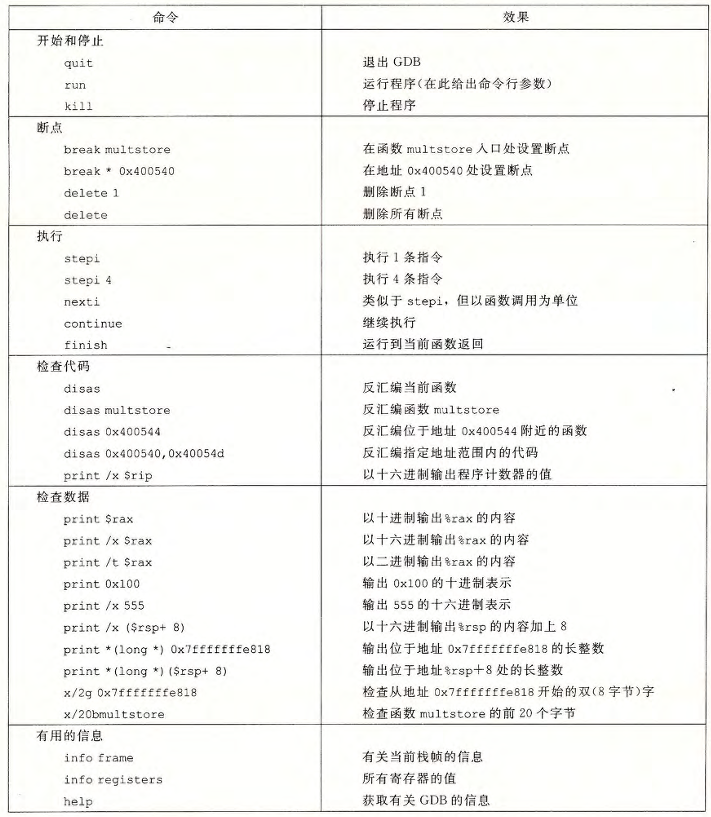 命令 效果
开始和停止
quit 退出 GDB
run 运行程序(在此给出命令行参数)
kill 停止程序
断点
break multstore 在函数 multstore 入口处设置断点
break * 0x400540 在地址 0x400540 处设置断点
delete 1 删除断点 1
delete 删除所有断点
执行
stepi 执行 1 条指令
stepi 4 执行 4 条指令
nexti 类似于 stepi，但以函数调用为单位
continue 继续执行
finish 运行到当前函数返回
检查代码
disas 反汇编当前函数
disas multstore 反汇编函数 multstore
disas 0x400544 反汇编位于地址 0x400544 附近的函数
disas 0x400540,0x40054d 反汇编指定地址范围内的代码
print /x $rip 以十六进制输出程序计数器的值
检查数据
print $rax 以十进制输出%rax 的内容
print /x $rax 以十六进制输出%rax 的内容
print /t $rax 以二进制输出%rax 的内容
print 0x100 输出 0x100 的十进制表示
print /x 555 输出 555 的十六进制表示
print /x ($rsp+ 8) 以十六进制输出%rsp 的内容加上 8
print *(long *) 0x7fffffffe818 输出位于地址 0x7fffffffe818 的长整数
print *(long *)($rsp+ 8) 输出位于地址%rsp+8 处的长整数
x/2g 0x7fffffffe818 检查从地址 0x7fffffffe818 开始的双(8 字节)字
x/20bmultstore 检查函数 multstore 的前 20 个字节
有用的信息
info frame 有关当前栈帧的信息
info registers 所有寄存器的值
help 获取有关 GDB 的信息